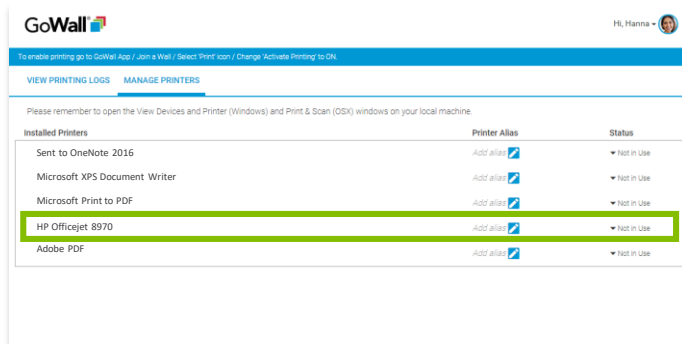 GoWall
Hi, Hanna
To enable printing go to GoWall App / Join a Wall / Select 'Print' icon / Change 'Activate Printing' to ON.
VIEW PRINTING LOGS MANAGE PRINTERS
Please remember to open the View Devices and Printer (Windows) and Print & Scan (OSX) windows on your local machine.
Installed Printers Printer Alias Status
Sent to OneNote 2016 Add alias Not in Use
Microsoft XPS Document Writer Add alias Not in Use
Microsoft Print to PDF Add alias Not in Use
HP Officejet 8970 Add alias Not in Use
Adobe PDF Add alias Not in Use